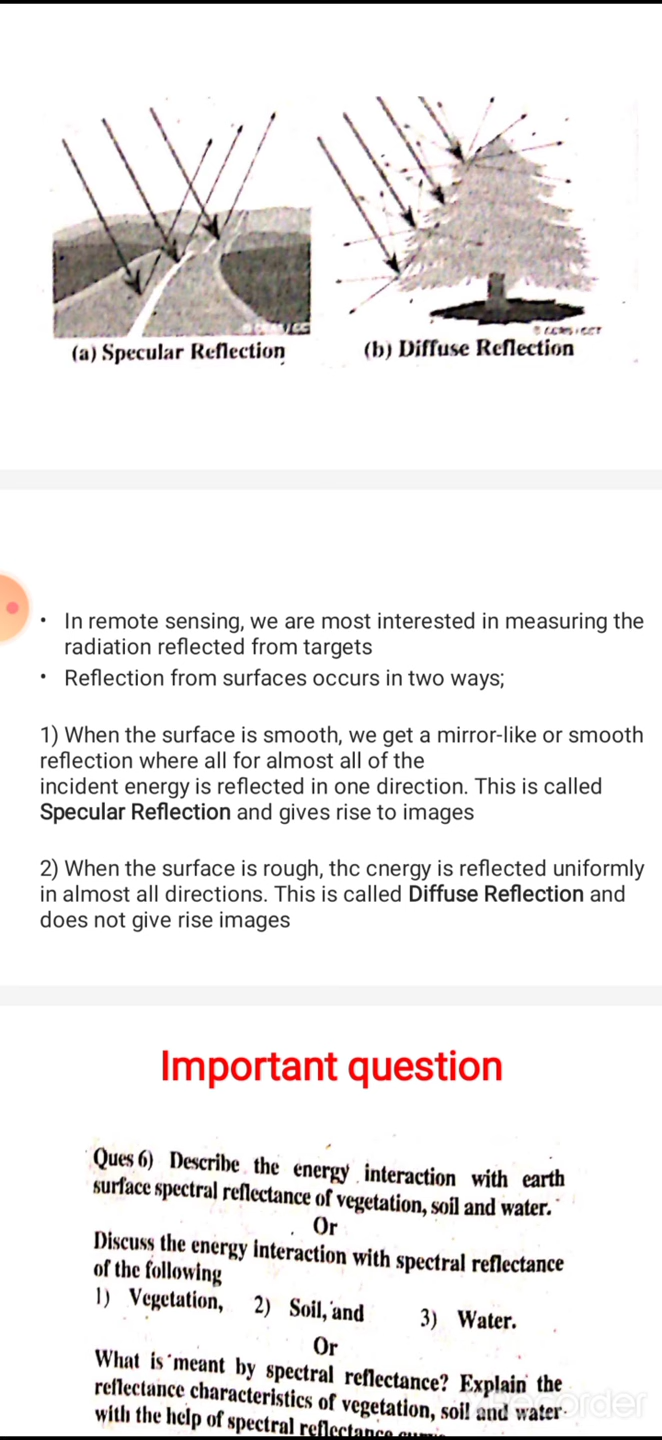 (a) Specular Reflection
(b) Diffuse Reflection
• In remote sensing, we are most interested in measuring the
radiation reflected from targets
• Reflection from surfaces occurs in two ways;
1) When the surface is smooth, we get a mirror-like or smooth
reflection where all for almost all of the
incident energy is reflected in one direction. This is called
Specular Reflection and gives rise to images
2) When the surface is rough, thc cnergy is reflected uniformly
in almost all directions. This is called Diffuse Reflection and
does not give rise images
Important question
Ques 6) Describe the energy interaction with earth
surface spectral reflectance of vegetation, soil and water.
Or
Discuss the energy interaction with spectral reflectance
of the following
1) Vegetation, 2) Soil, and 3) Water.
Or
What is meant by spectral reflectance? Explain the
reflectance characteristics of vegetation, soil and water
with the help of spectral reflectance